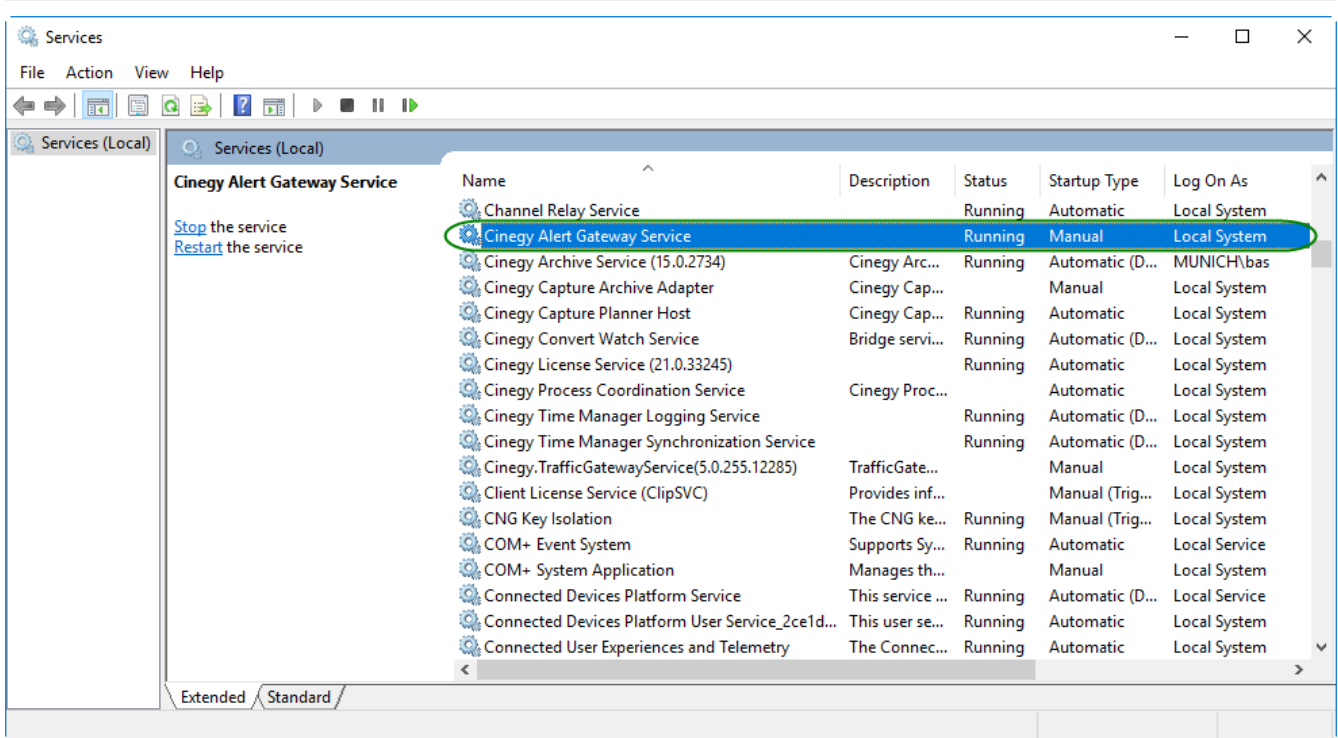 Services
File Action View Help
Services (Local)
Services (Local)
Cinegy Alert Gateway Service
Stop the service
Restart the service
Name Description Status Startup Type Log On As
Channel Relay Service Running Automatic Local System
Cinegy Alert Gateway Service Running Manual Local System
Cinegy Archive Service (15.0.2734) Cinegy Arc... Running Automatic (D... MUNICH\bas
Cinegy Capture Archive Adapter Cinegy Cap... Manual Local System
Cinegy Capture Planner Host Cinegy Cap... Running Automatic Local System
Cinegy Convert Watch Service Bridge servi... Running Automatic (D... Local System
Cinegy License Service (21.0.33245) Running Automatic Local System
Cinegy Process Coordination Service Cinegy Proc... Automatic Local System
Cinegy Time Manager Logging Service Running Automatic (D... Local System
Cinegy Time Manager Synchronization Service Running Automatic (D... Local System
Cinegy.TrafficGatewayService(5.0.255.12285) TrafficGate... Manual Local System
Client License Service (ClipSVC) Provides inf... Manual (Trig... Local System
CNG Key Isolation The CNG ke... Running Manual (Trig... Local System
COM+ Event System Supports Sy... Running Automatic Local Service
COM+ System Application Manages th... Manual Local System
Connected Devices Platform Service This service ... Running Automatic (D... Local Service
Connected Devices Platform User Service_2ce1d... This user se... Running Automatic Local System
Connected User Experiences and Telemetry The Connec... Running Automatic Local System
Extended Standard